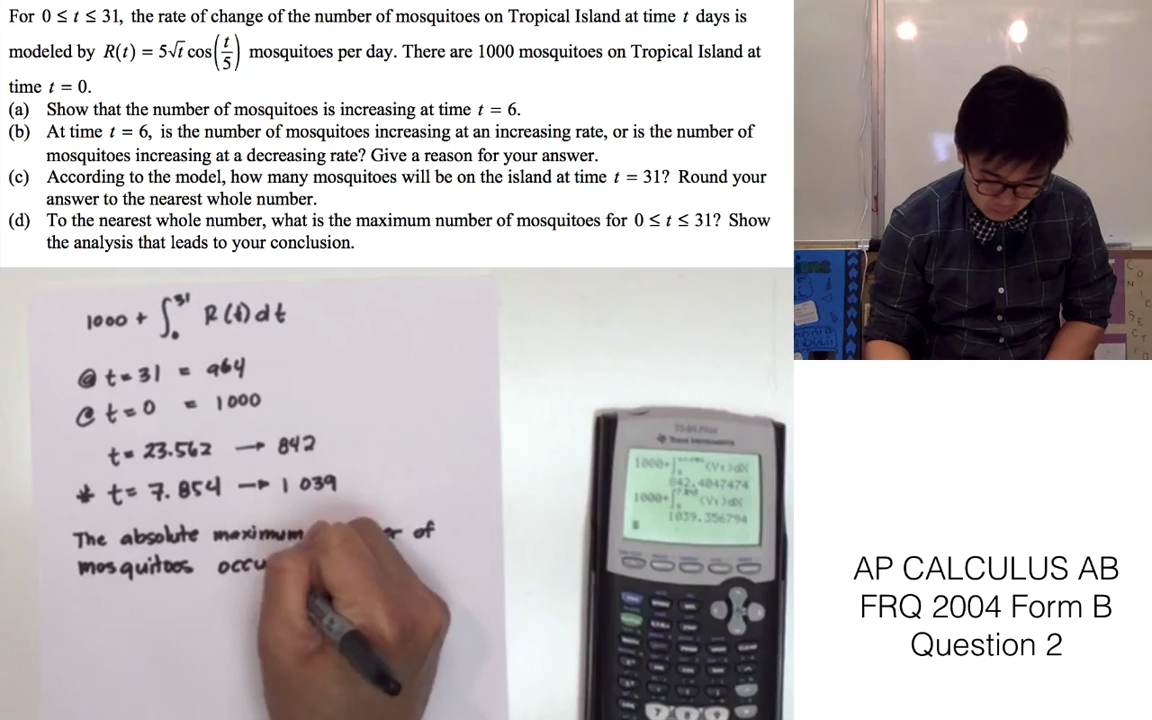 For 0 ≤ t ≤ 31, the rate of change of the number of mosquitoes on Tropical Island at time t days is
modeled by R(t) = 5√t cos(t/5) mosquitoes per day. There are 1000 mosquitoes on Tropical Island at
time t = 0.
(a) Show that the number of mosquitoes is increasing at time t = 6.
(b) At time t = 6, is the number of mosquitoes increasing at an increasing rate, or is the number of
mosquitoes increasing at a decreasing rate? Give a reason for your answer.
(c) According to the model, how many mosquitoes will be on the island at time t = 31? Round your
answer to the nearest whole number.
(d) To the nearest whole number, what is the maximum number of mosquitoes for 0 ≤ t ≤ 31? Show
the analysis that leads to your conclusion.
1000 + ∫₀³¹ R(t)dt
@ t=31 = 964
@ t=0 = 1000
t= 23.562 → 842
* t= 7.854 → 1 039
The absolute maximum of
mosquitoes occu
Texas Instruments
842.4047474
1039.356794
AP CALCULUS AB
FRQ 2004 Form B
Question 2